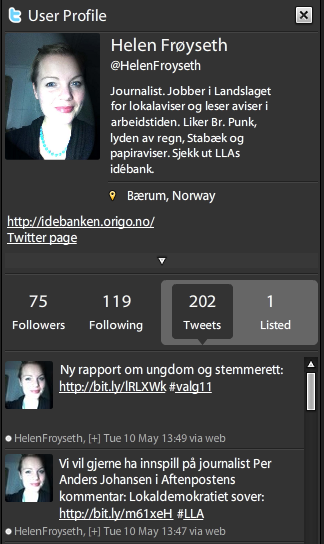 User Profile
Helen Frøyseth
@HelenFroyseth
Journalist. Jobber i Landslaget
for lokalaviser og leser aviser i
arbeidstiden. Liker Br. Punk,
lyden av regn, Stabæk og
papiraviser. Sjekk ut LLAs
idébank.
Bærum, Norway
http://idebanken.origo.no/
Twitter page
75 119 202 1
Followers Following Tweets Listed
Ny rapport om ungdom og stemmerett:
http://bit.ly/lRLXWk #valg11
HelenFroyseth, [+] Tue 10 May 13:49 via web
Vi vil gjerne ha innspill på journalist Per
Anders Johansen i Aftenpostens
kommentar: Lokaldemokratiet sover:
http://bit.ly/m61xeH #LLA
HelenFroyseth, [+] Tue 10 May 13:47 via web